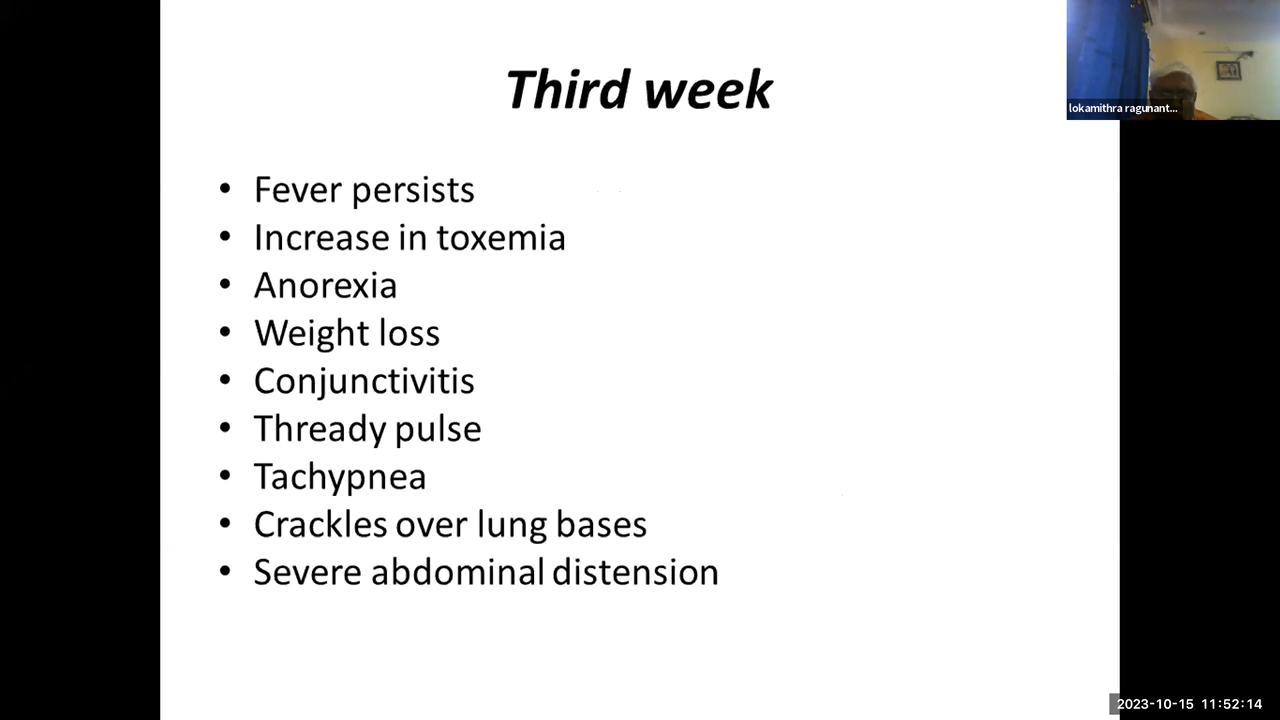 Third week
lokamithra ragunant...
• Fever persists
• Increase in toxemia
• Anorexia
• Weight loss
• Conjunctivitis
• Thready pulse
• Tachypnea
• Crackles over lung bases
• Severe abdominal distension
2023-10-15 11:52:14